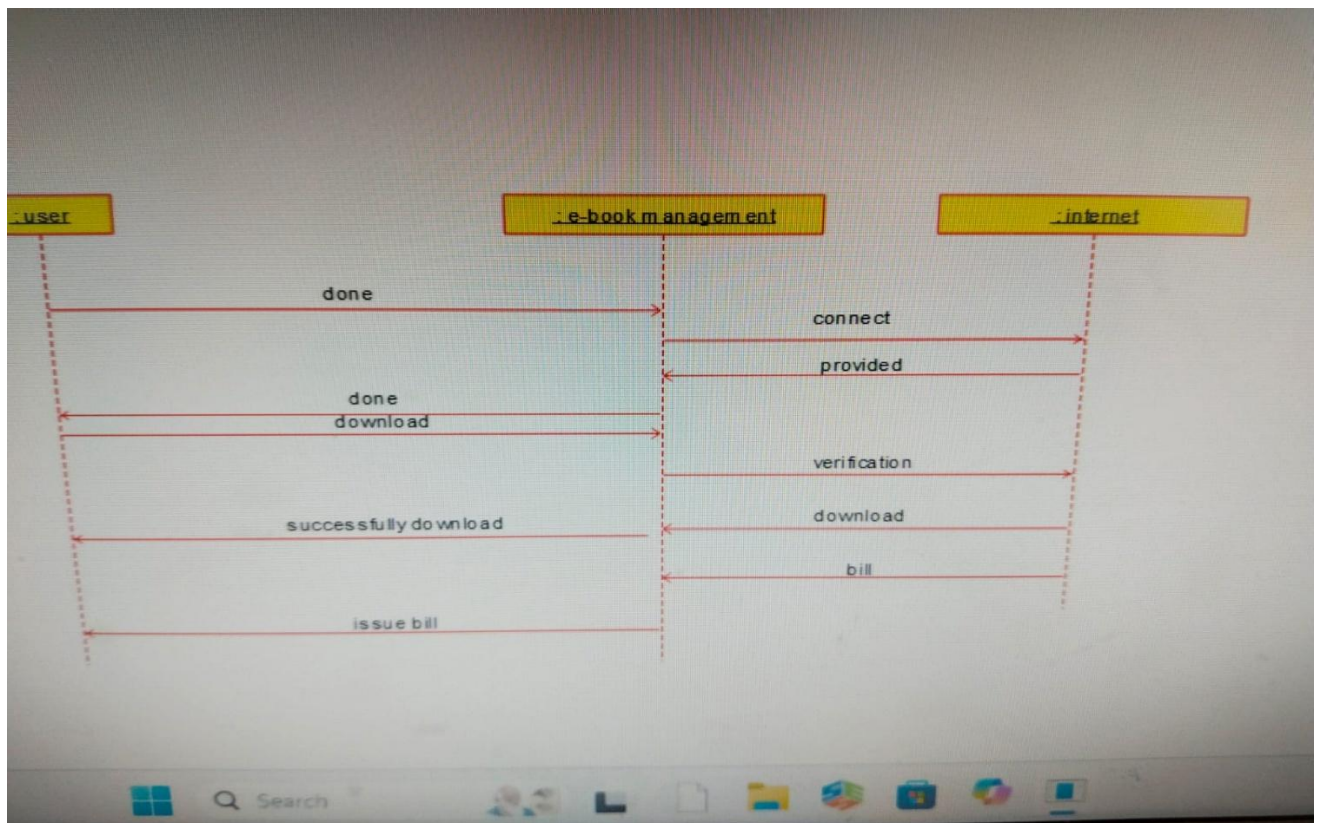 : user
: e-book management
: internet
done
connect
provided
done
download
verification
download
successfully download
bill
issue bill
Search